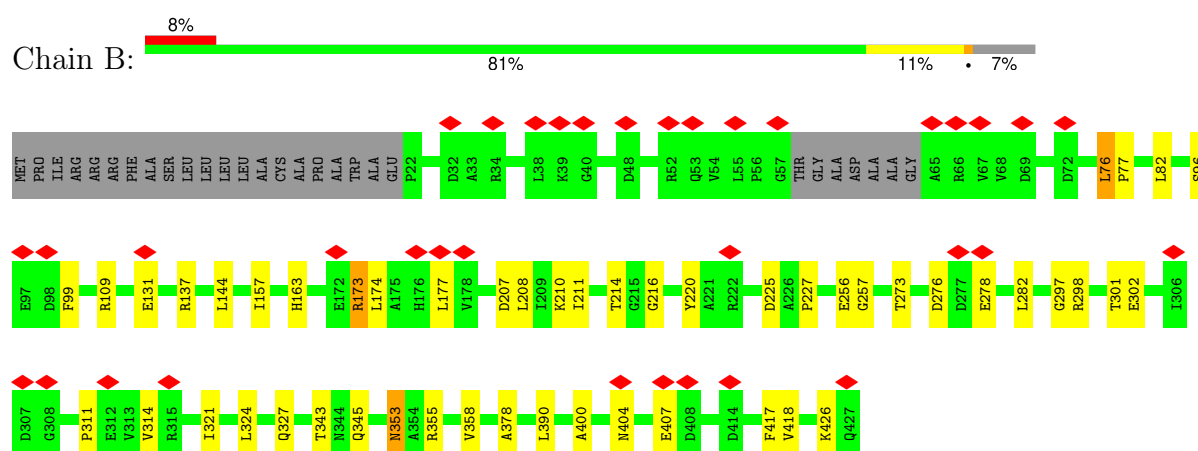 8%
Chain B:
81% 11% • 7%
MET PRO ILE ARG ARG ARG PHE ALA SER LEU LEU LEU LEU LEU ALA CYS ALA PRO ALA TRP ALA GLU P22 D32 A33 R34 L38 K39 G40 D48 R52 Q53 V54 L55 P56 G57 THR GLY ALA ASP ALA ALA GLY A65 R66 V67 V68 D69 D72 L76 P77 L82 S96
E97 D98 F99 R109 E131 R137 L144 I157 H163 E172 R173 L174 A175 H176 L177 V178 D207 L208 I209 K210 I211 T214 G215 G216 Y220 A221 R222 D225 A226 P227 E256 G257 T273 D276 D277 E278 L282 G297 R298 T301 E302 I306
D307 G308 P311 E312 V313 V314 R315 I321 L324 Q327 T343 N344 Q345 N353 A354 R355 V358 A378 L390 A400 N404 E407 D408 D414 F417 V418 K426 Q427